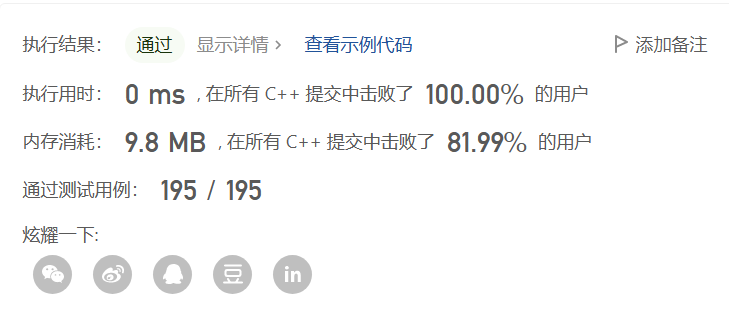 执行结果： 通过 显示详情 › 查看示例代码 添加备注
执行用时： 0 ms , 在所有 C++ 提交中击败了 100.00% 的用户
内存消耗： 9.8 MB , 在所有 C++ 提交中击败了 81.99% 的用户
通过测试用例： 195 / 195
炫耀一下:
豆 in